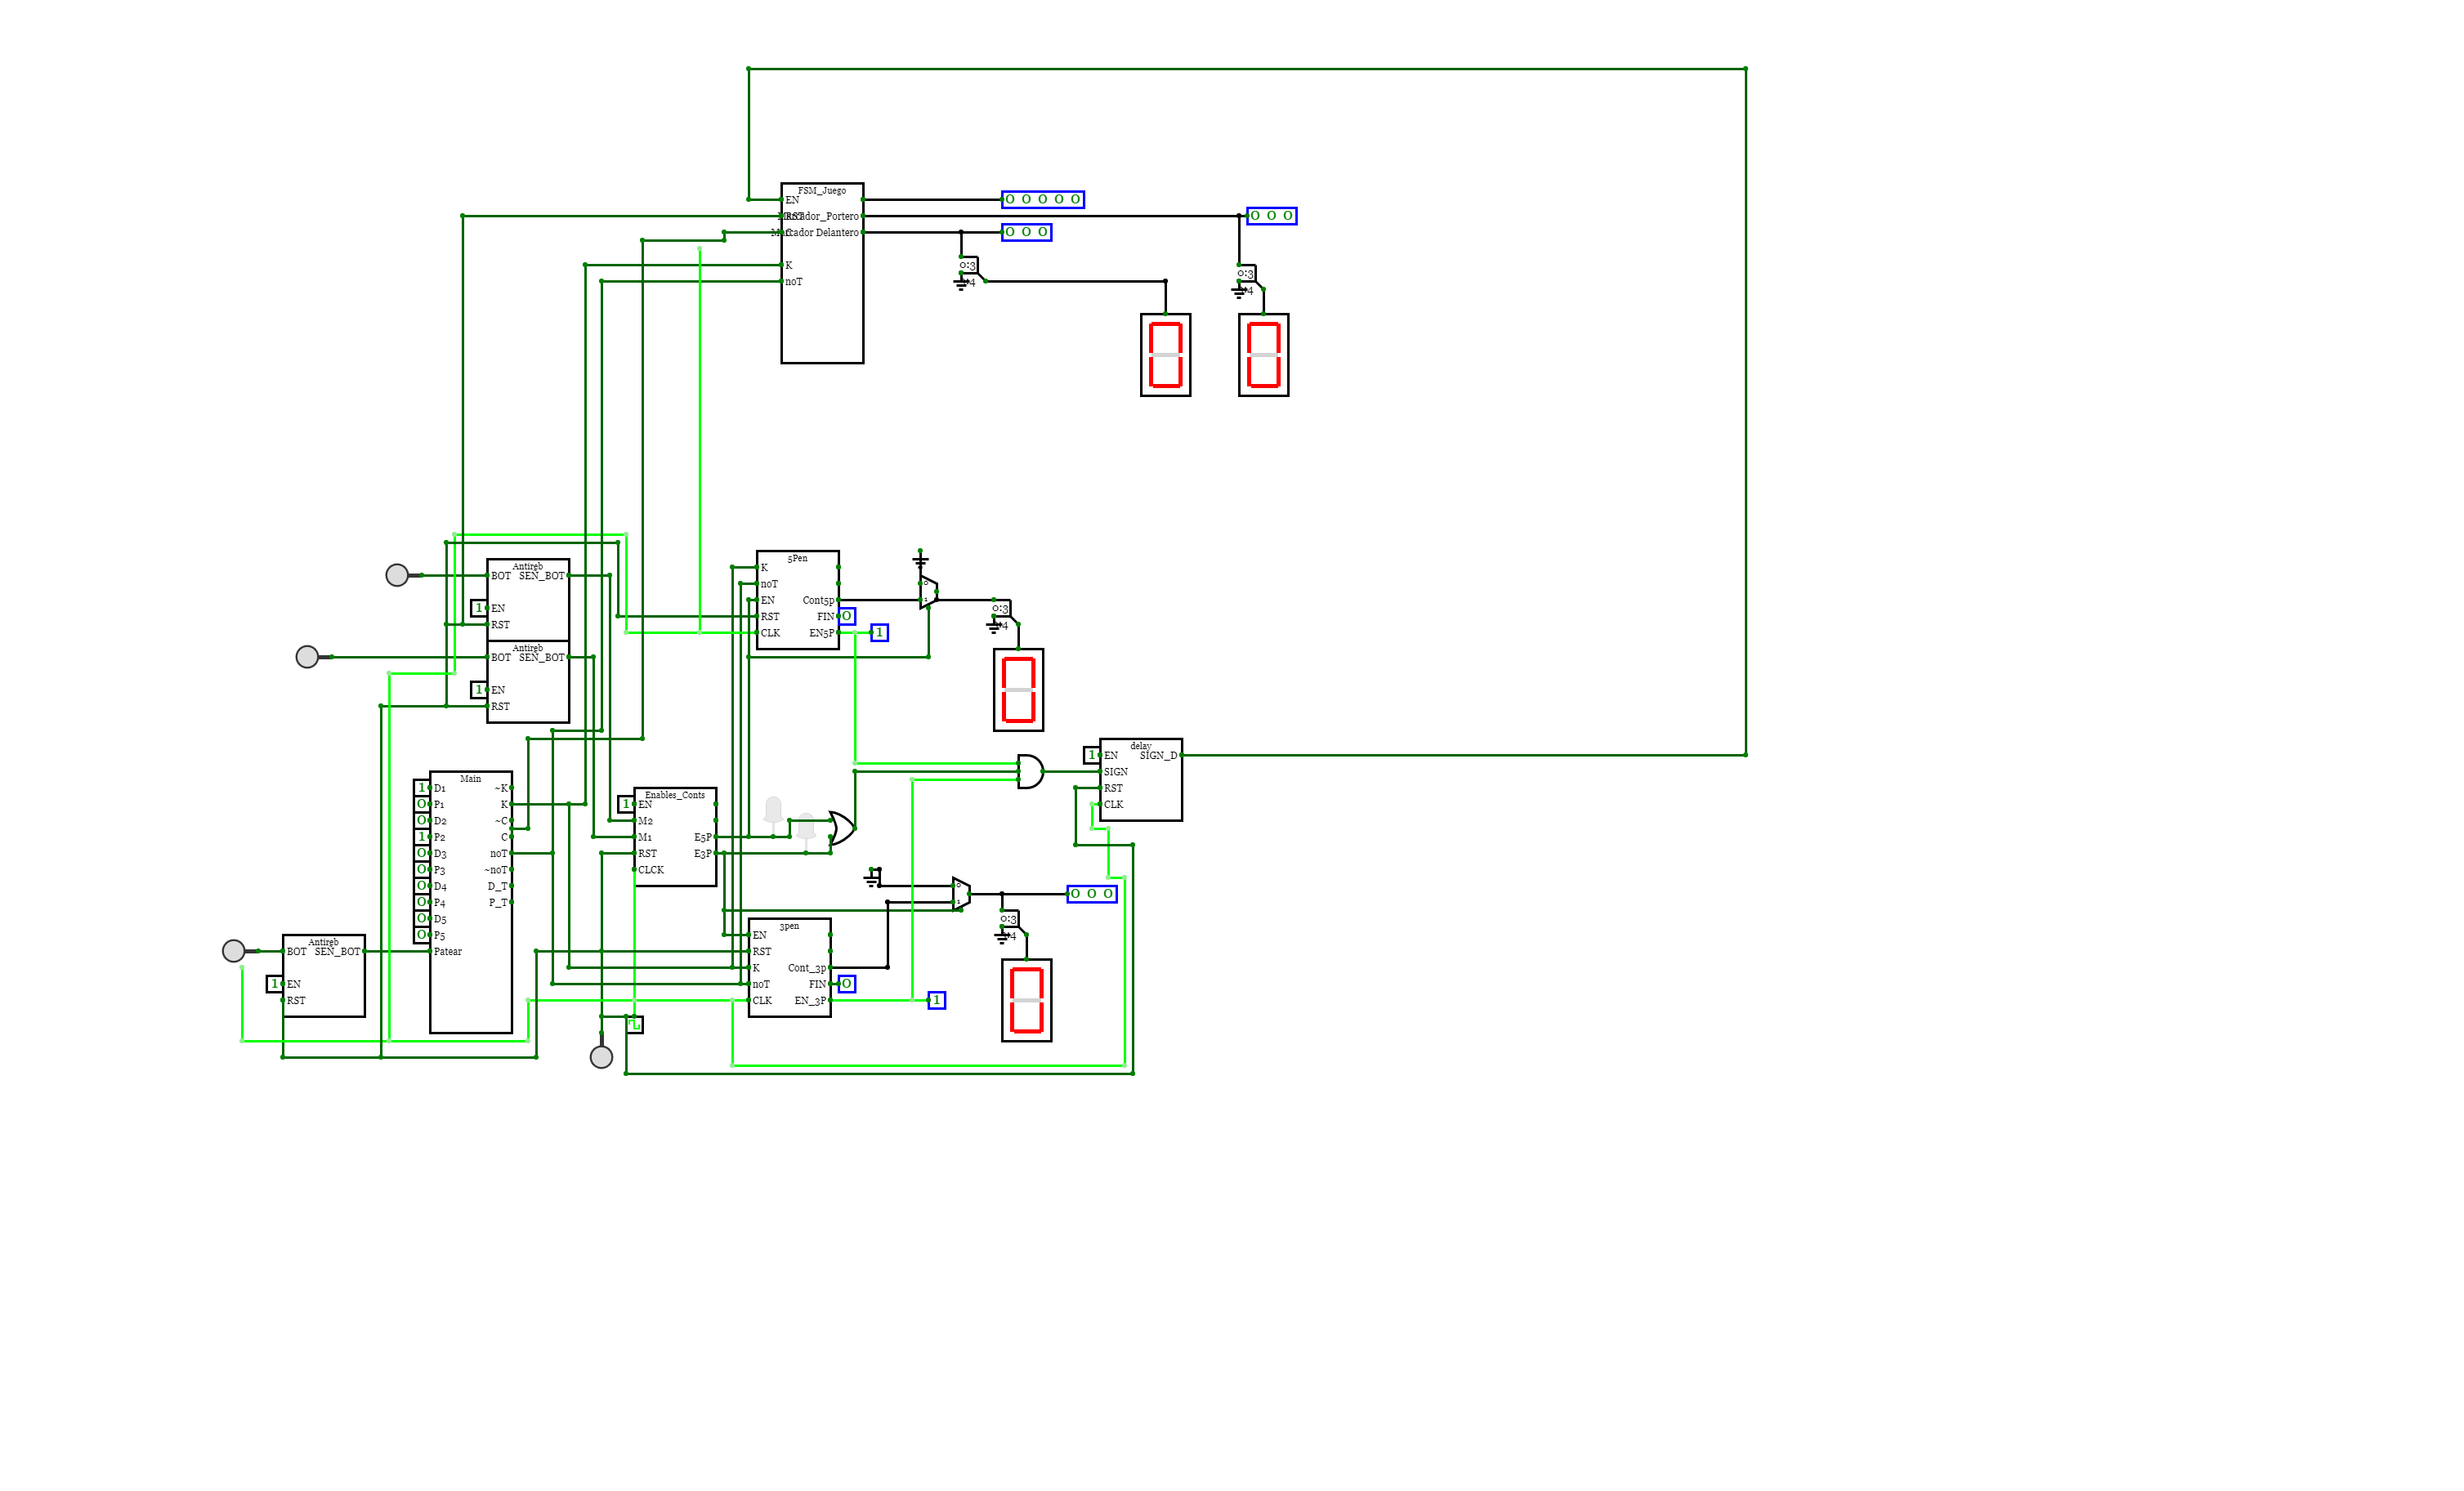 FSM_Juego
EN
0 0 0 0 0
RST
Marcador_Portero
0 0 0
C
Marcador Delantero
0 0 0
K
0:3
0:3
noT
4
4
5Pen
Antireb
K
BOT SEN_BOT
noT
0
EN Cont5p
1
0:3
1 EN
RST FIN 0
4
RST
CLK EN5P 1
Antireb
BOT SEN_BOT
1 EN
RST
delay
1 EN SIGN_D
SIGN
RST
CLK
Main
1 D1 ~K
0 P1 K
0 D2 ~C
1 P2 C
0 D3 noT
0 P3 ~noT
0 D4 D_T
0 P4 P_T
0 D5
0 P5
Patear
Enables_Conts
1 EN
M2
M1 E5P
RST E3P
CLCK
0
1
0 0 0
0:3
4
Antireb
BOT SEN_BOT
1 EN
RST
3pen
EN
RST
K Cont_3p
noT FIN 0
CLK EN_3P 1